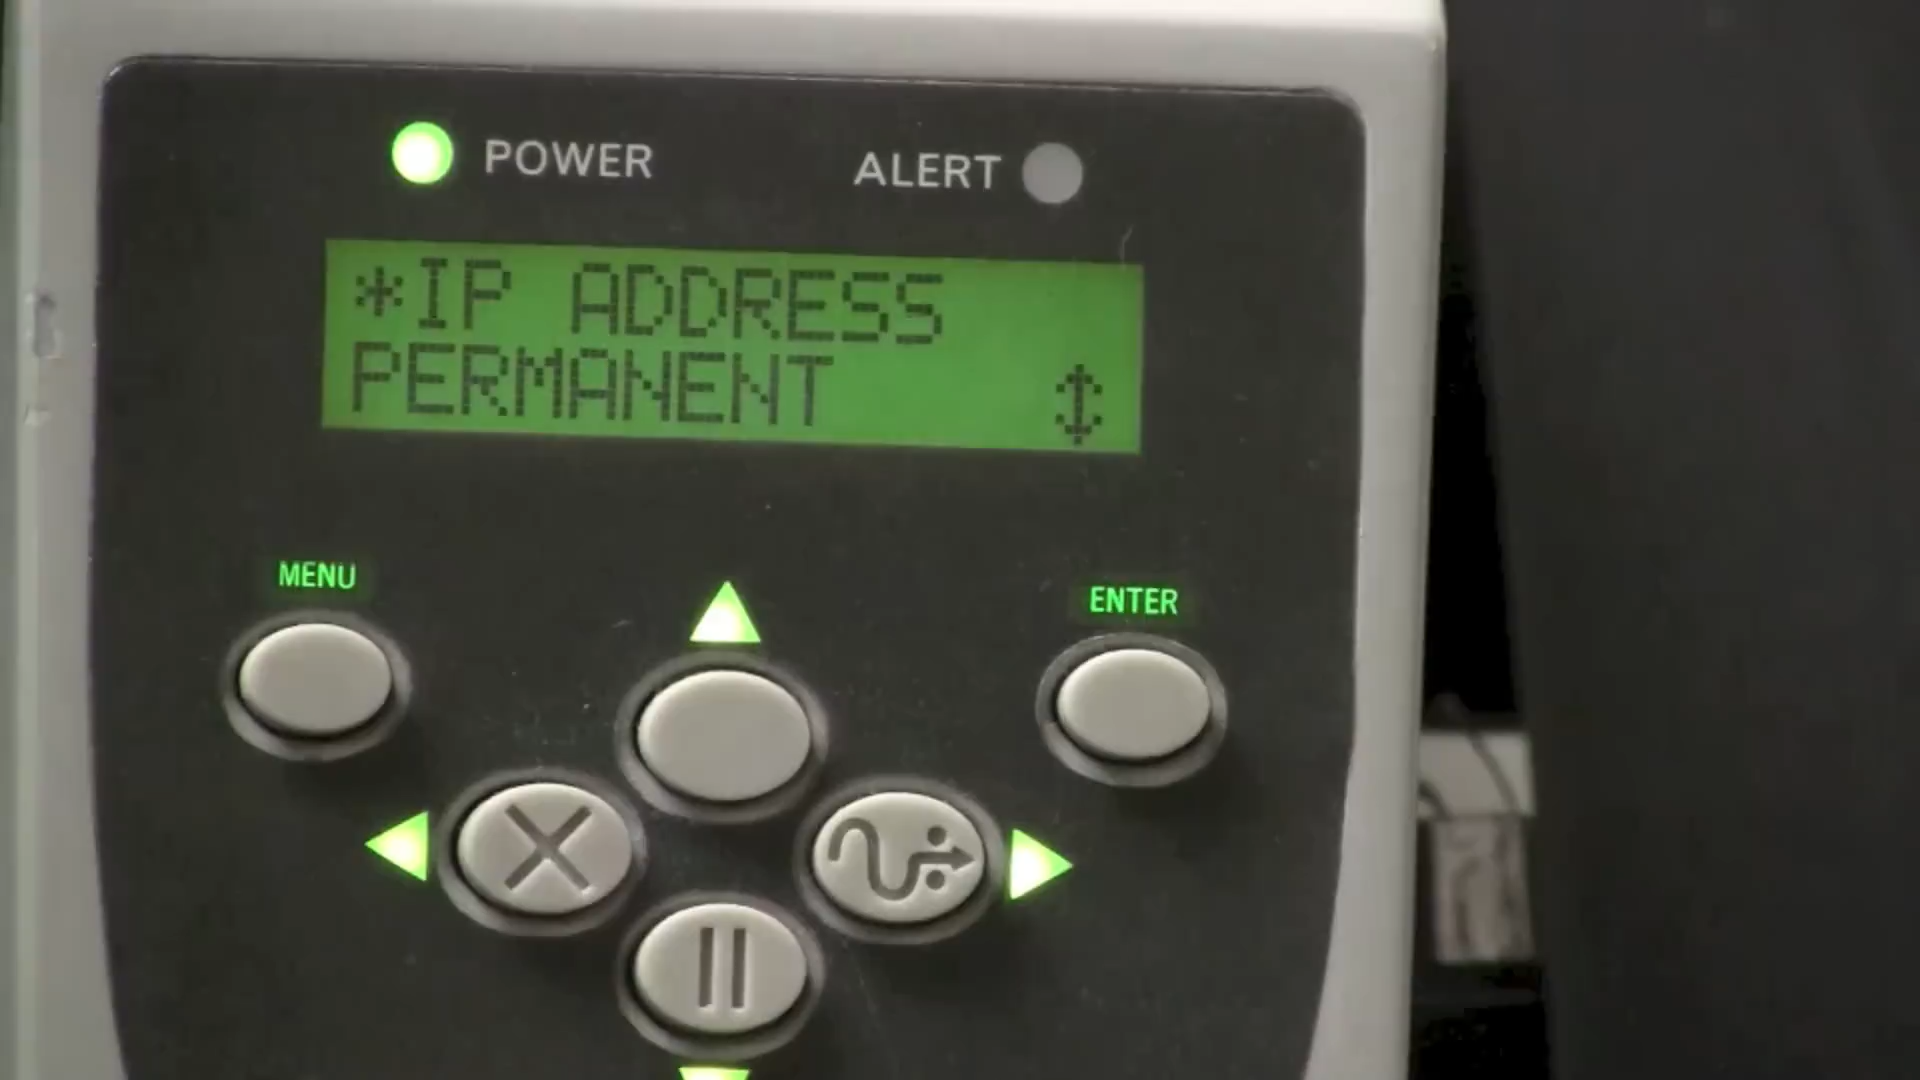 POWER ALERT
*IP ADDRESS
PERMANENT
MENU
ENTER